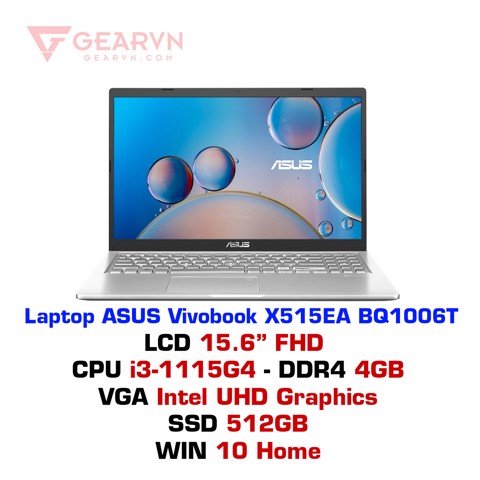 GEARVN
GEARVN.COM
ASUS
ASUS
Laptop ASUS Vivobook X515EA BQ1006T
LCD 15.6” FHD
CPU i3-1115G4 - DDR4 4GB
VGA Intel UHD Graphics
SSD 512GB
WIN 10 Home